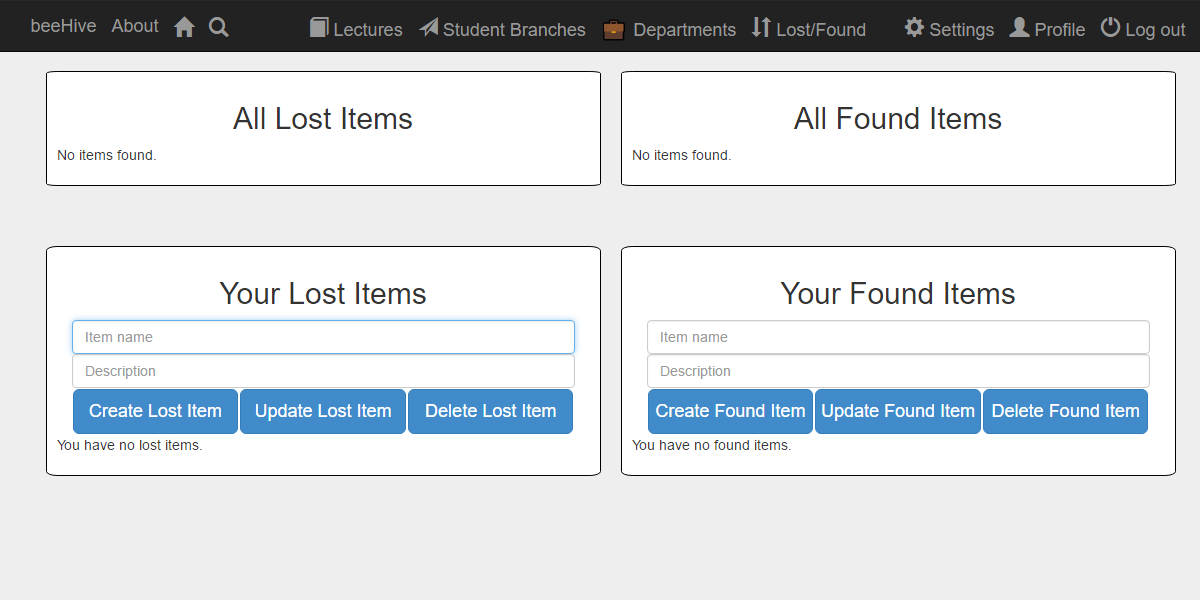 beeHive About Lectures Student Branches Departments Lost/Found Settings Profile Log out
All Lost Items
No items found.
All Found Items
No items found.
Your Lost Items
Item name
Description
Create Lost Item Update Lost Item Delete Lost Item
You have no lost items.
Your Found Items
Item name
Description
Create Found Item Update Found Item Delete Found Item
You have no found items.